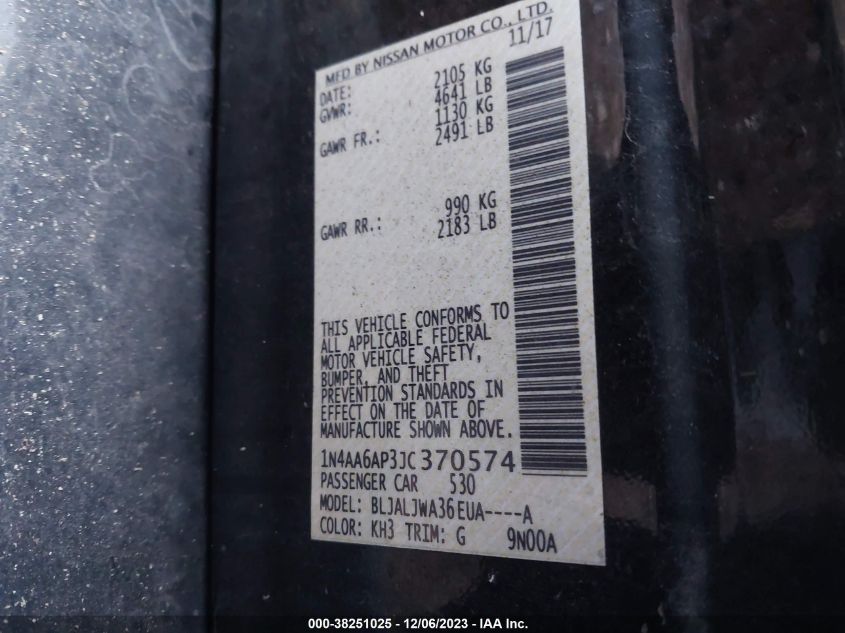 MFD BY NISSAN MOTOR CO., LTD.
DATE: 11/17
GVWR: 2105 KG
4641 LB
GAWR FR.: 1130 KG
2491 LB
GAWR RR.: 990 KG
2183 LB
THIS VEHICLE CONFORMS TO
ALL APPLICABLE FEDERAL
MOTOR VEHICLE SAFETY,
BUMPER, AND THEFT
PREVENTION STANDARDS IN
EFFECT ON THE DATE OF
MANUFACTURE SHOWN ABOVE.
1N4AA6AP3JC370574
PASSENGER CAR 530
MODEL: BLJALJWA36EUA----A
COLOR: KH3 TRIM: G 9N00A
000-38251025 - 12/06/2023 - IAA Inc.